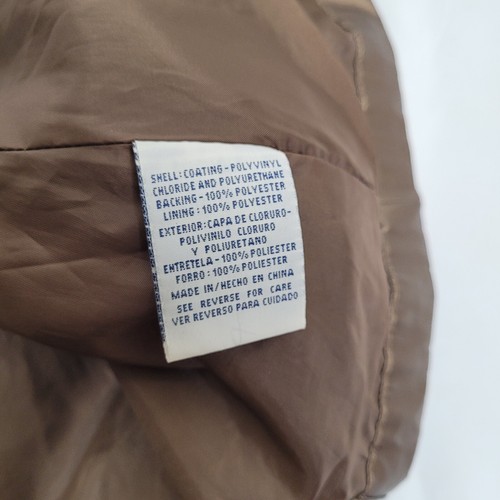 SHELL: COATING - POLYVINYL
CHLORIDE AND POLYURETHANE
BACKING - 100% POLYESTER
LINING: 100% POLYESTER
EXTERIOR: CAPA DE CLORURO-
POLIVINILO CLORURO
Y POLIURETANO
ENTRETELA - 100% POLIESTER
FORRO: 100% POLIESTER
MADE IN/HECHO EN CHINA
SEE REVERSE FOR CARE
VER REVERSO PARA CUIDADO